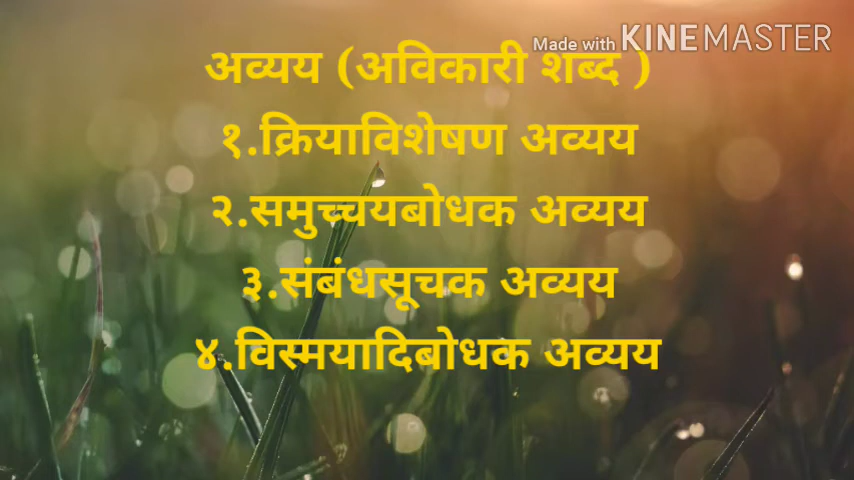 Made with KINEMASTER
अव्यय (अविकारी शब्द )
१.क्रियाविशेषण अव्यय
२.समुच्चयबोधक अव्यय
३.संबंधसूचक अव्यय
४.विस्मयादिबोधक अव्यय